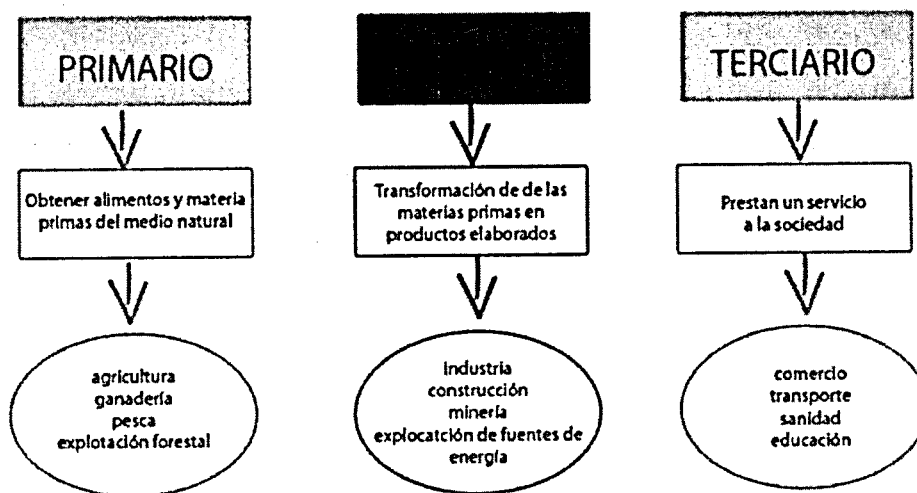 PRIMARIO
TERCIARIO
Obtener alimentos y materia
primas del medio natural
Transformación de de las
materias primas en
productos elaborados
Prestan un servicio
a la sociedad
agricultura
ganadería
pesca
explotación forestal
industria
construcción
minería
explocatción de fuentes de
energía
comercio
transporte
sanidad
educación